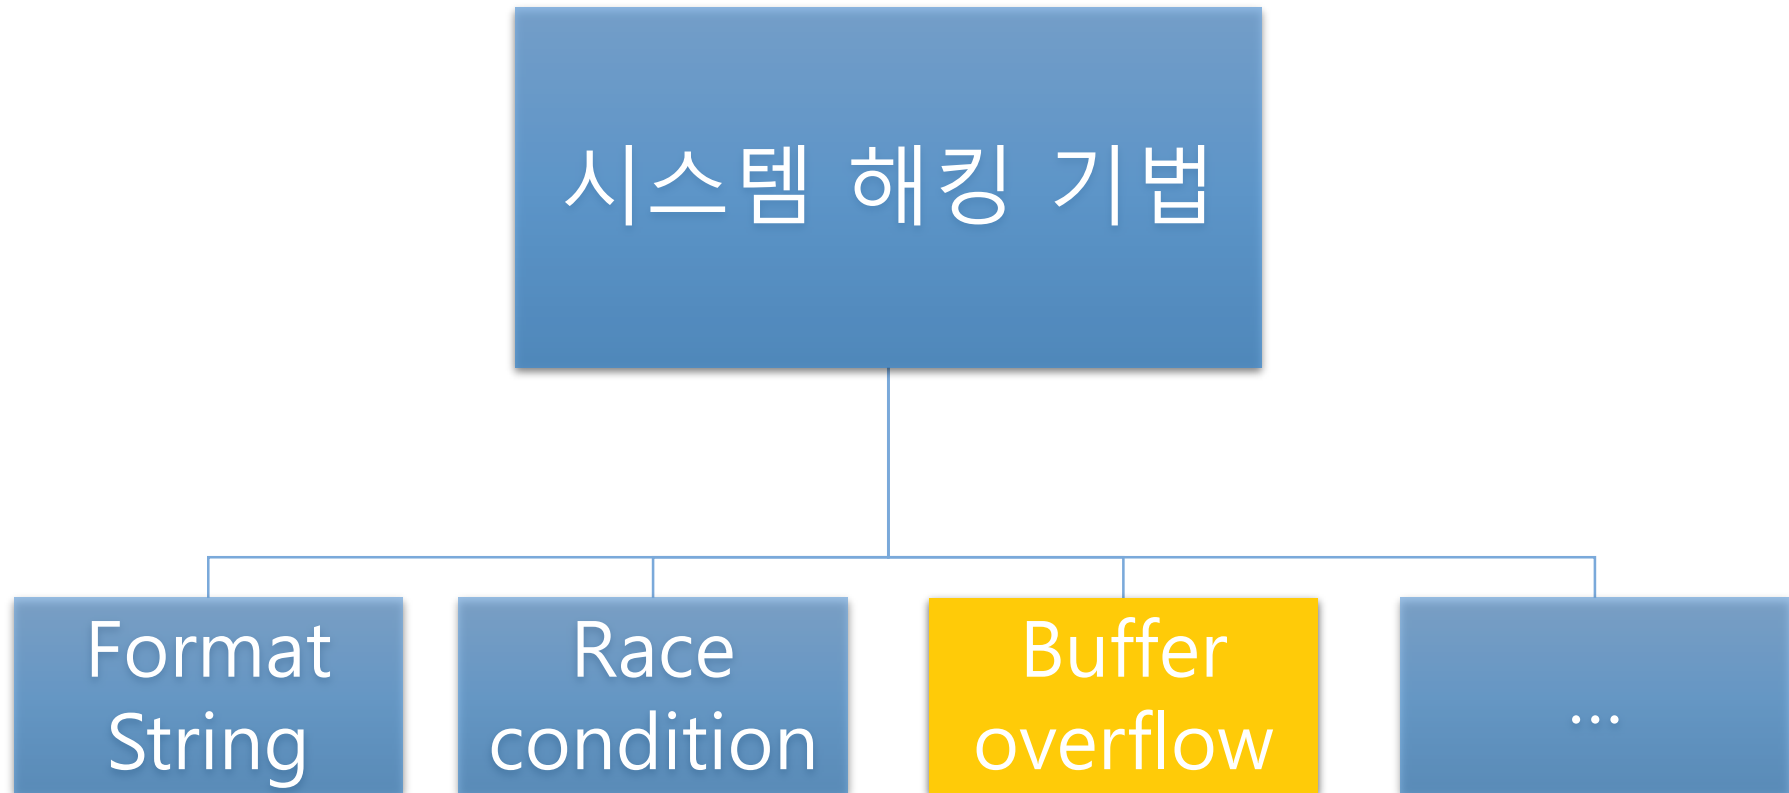 시스템 해킹 기법
Format
String
Race
condition
Buffer
overflow
...